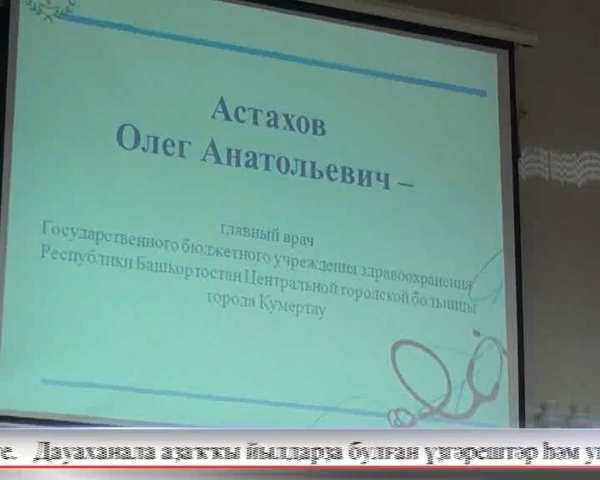 Астахов
Олег Анатольевич –
главный врач
Государственного бюджетного учреждения здравоохранения
Республики Башкортостан Центральной городской больницы
города Кумертау
е. Дауаханала аҙаҡҡы йылдарҙа булған үҙгәрештәр һәм